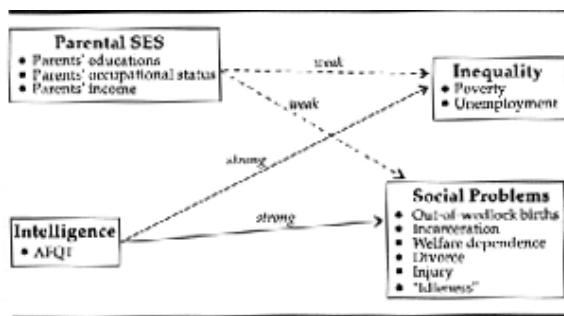 Parental SES
Parents' educations
Parents' occupational status
Parents' income
weak
Inequality
Poverty
Unemployment
weak
strong
Intelligence
AFQT
strong
Social Problems
Out-of-wedlock births
Incarceration
Welfare dependence
Divorce
Injury
"Idleness"